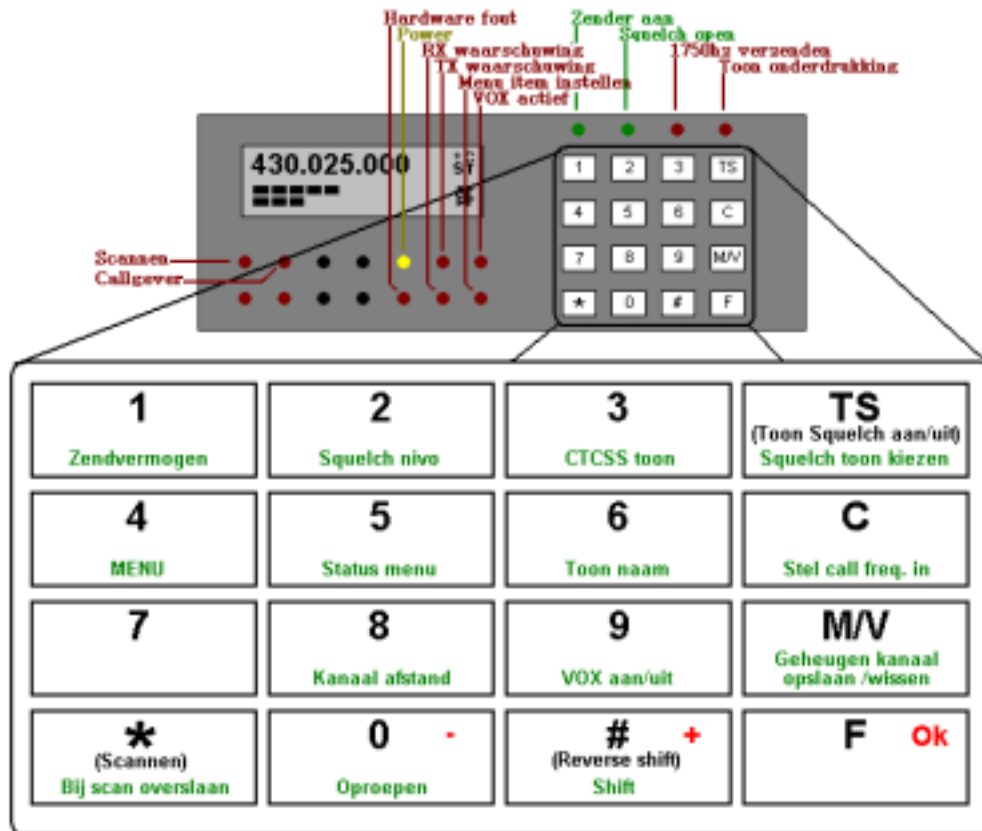 Hardware fout
Zender aan
Power
Squelch open
RX waarschuwing
1750hz verzenden
TX waarschuwing
Toon onderdrukking
Menu item instellen
VOX actief
430.025.000
ST
1 2 3 TS
4 5 6 C
7 8 9 M/V
* 0 # F
Scannen
Callgever
1
Zendvermogen
2
Squelch nivo
3
CTCSS toon
TS
(Toon Squelch aan/uit)
Squelch toon kiezen
4
MENU
5
Status menu
6
Toon naam
C
Stel call freq. in
7
8
Kanaal afstand
9
VOX aan/uit
M/V
Geheugen kanaal
opslaan /wissen
*
(Scannen)
Bij scan overslaan
0 -
Oproepen
# +
(Reverse shift)
Shift
F Ok